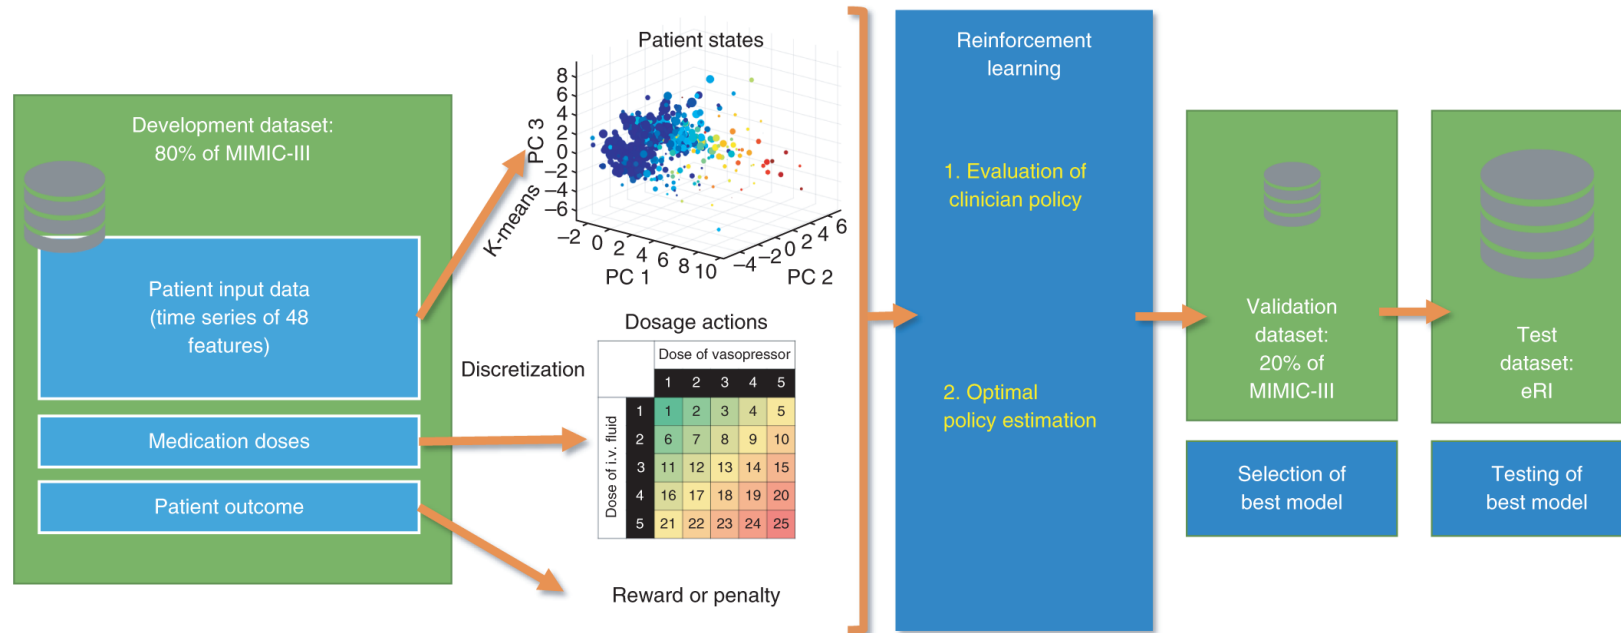 Development dataset:
80% of MIMIC-III
Patient input data
(time series of 48
features)
Medication doses
Patient outcome
K-means
Patient states
PC 3
8
6
4
2
0
−2
−4
−6
−2 0 2 4 6 8 10
PC 1
−4 −2 0 2 4 6
PC 2
Discretization
Dosage actions
Dose of vasopressor
1 2 3 4 5
Dose of i.v. fluid
1 1 2 3 4 5
2 6 7 8 9 10
3 11 12 13 14 15
4 16 17 18 19 20
5 21 22 23 24 25
Reward or penalty
Reinforcement
learning
1. Evaluation of
clinician policy
2. Optimal
policy estimation
Validation
dataset:
20% of
MIMIC-III
Selection of
best model
Test
dataset:
eRI
Testing of
best model